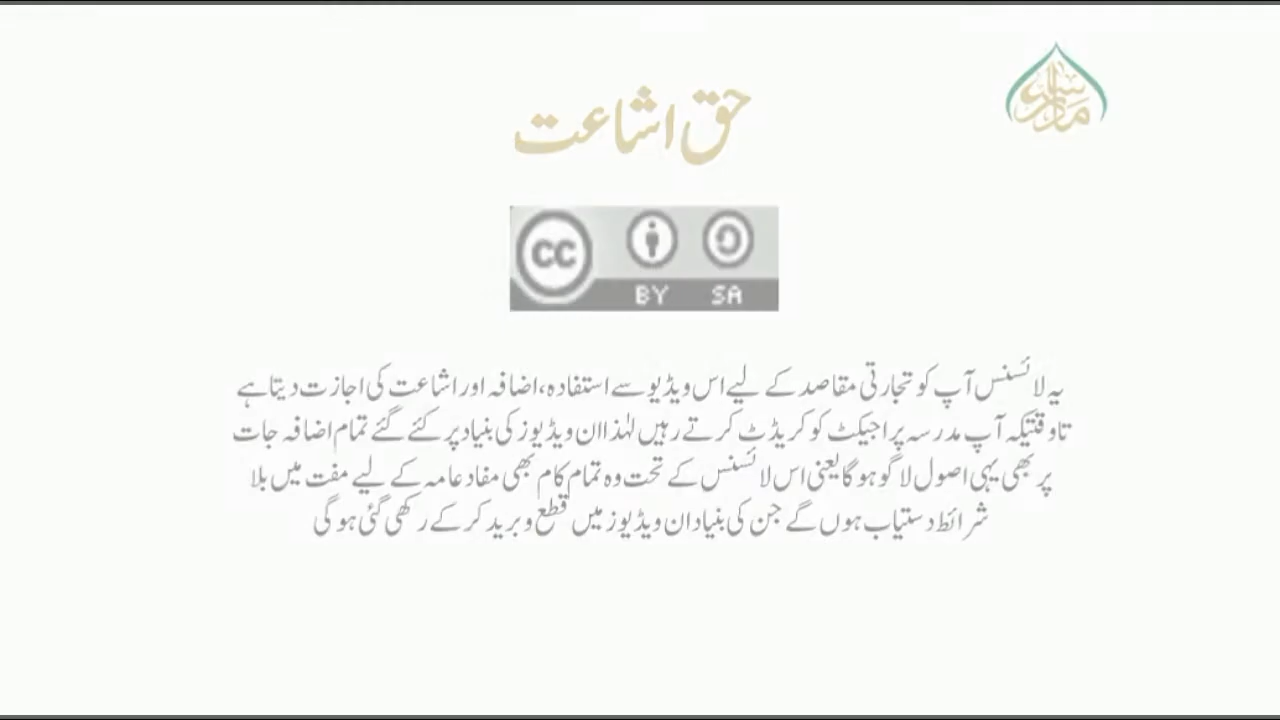 حق اشاعت
مدرسہ
CC
BY SA
یہ لائسنس آپ کو تجارتی مقاصد کے لیے اس ویڈیو سے استفادہ، اضافہ اور اشاعت کی اجازت دیتا ہے
تاوقتیکہ آپ مدرسہ پراجیکٹ کو کریڈٹ کرتے رہیں لہٰذا ان ویڈیوز کی بنیاد پر کئے گئے تمام اضافہ جات
پر بھی یہی اصول لاگو ہوگا یعنی اس لائسنس کے تحت وہ تمام کام بھی مفاد عامہ کے لیے مفت میں بلا
شرائط دستیاب ہوں گے جن کی بنیاد ان ویڈیوز میں قطع و برید کر کے رکھی گئی ہوگی